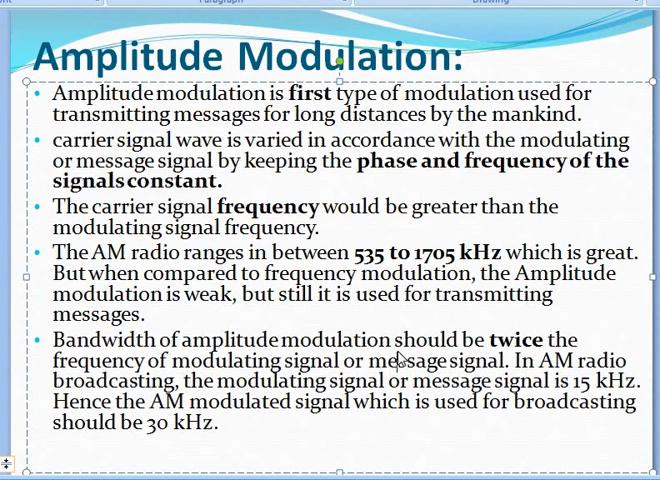 Paragraph
Drawing
Amplitude Modulation:
• Amplitude modulation is first type of modulation used for
transmitting messages for long distances by the mankind.
• carrier signal wave is varied in accordance with the modulating
or message signal by keeping the phase and frequency of the
signals constant.
• The carrier signal frequency would be greater than the
modulating signal frequency.
• The AM radio ranges in between 535 to 1705 kHz which is great.
But when compared to frequency modulation, the Amplitude
modulation is weak, but still it is used for transmitting
messages.
• Bandwidth of amplitude modulation should be twice the
frequency of modulating signal or message signal. In AM radio
broadcasting, the modulating signal or message signal is 15 kHz.
Hence the AM modulated signal which is used for broadcasting
should be 30 kHz.